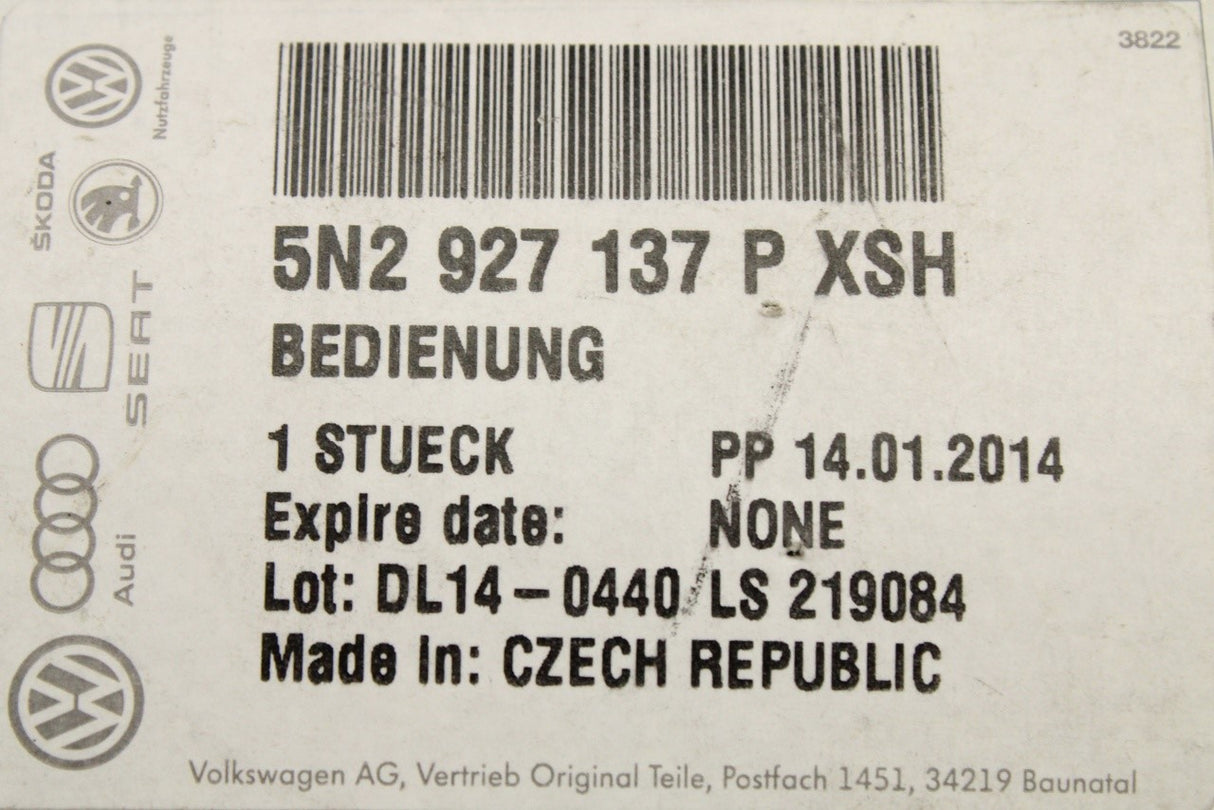 3822
Nutzfahrzeuge
ŠKODA
SEAT
Audi
5N2 927 137 P XSH
BEDIENUNG
1 STUECK PP 14.01.2014
Expire date: NONE
Lot: DL14-0440 LS 219084
Made In: CZECH REPUBLIC
Volkswagen AG, Vertrieb Original Teile, Postfach 1451, 34219 Baunatal